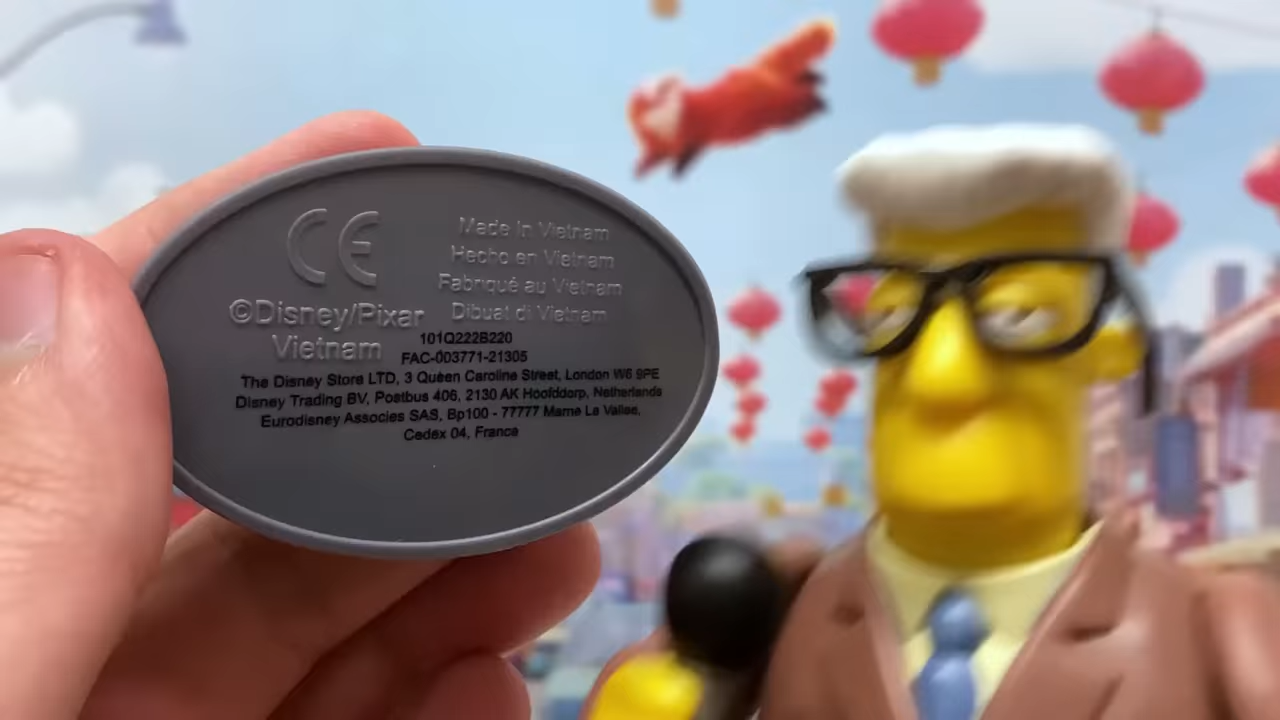 CE
©Disney/Pixar
Vietnam
Made in Vietnam
Hecho en Vietnam
Fabriqué au Vietnam
Dibuat di Vietnam
101Q222B220
FAC-003771-21305
The Disney Store LTD, 3 Queen Caroline Street, London W6 9PE
Disney Trading BV, Postbus 406, 2130 AK Hoofddorp, Netherlands
Eurodisney Associes SAS, Bp100 - 77777 Marne La Vallee,
Cedex 04, France